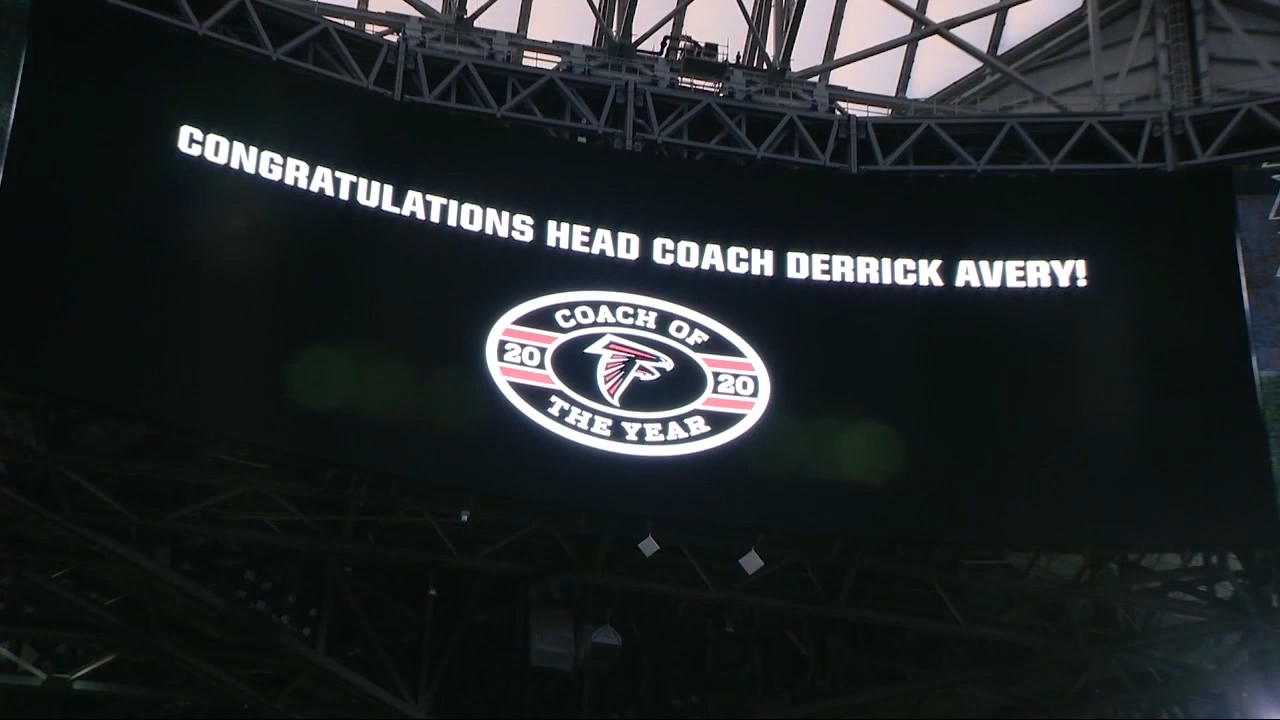 CONGRATULATIONS HEAD COACH DERRICK AVERY!
COACH OF
20 20
THE YEAR